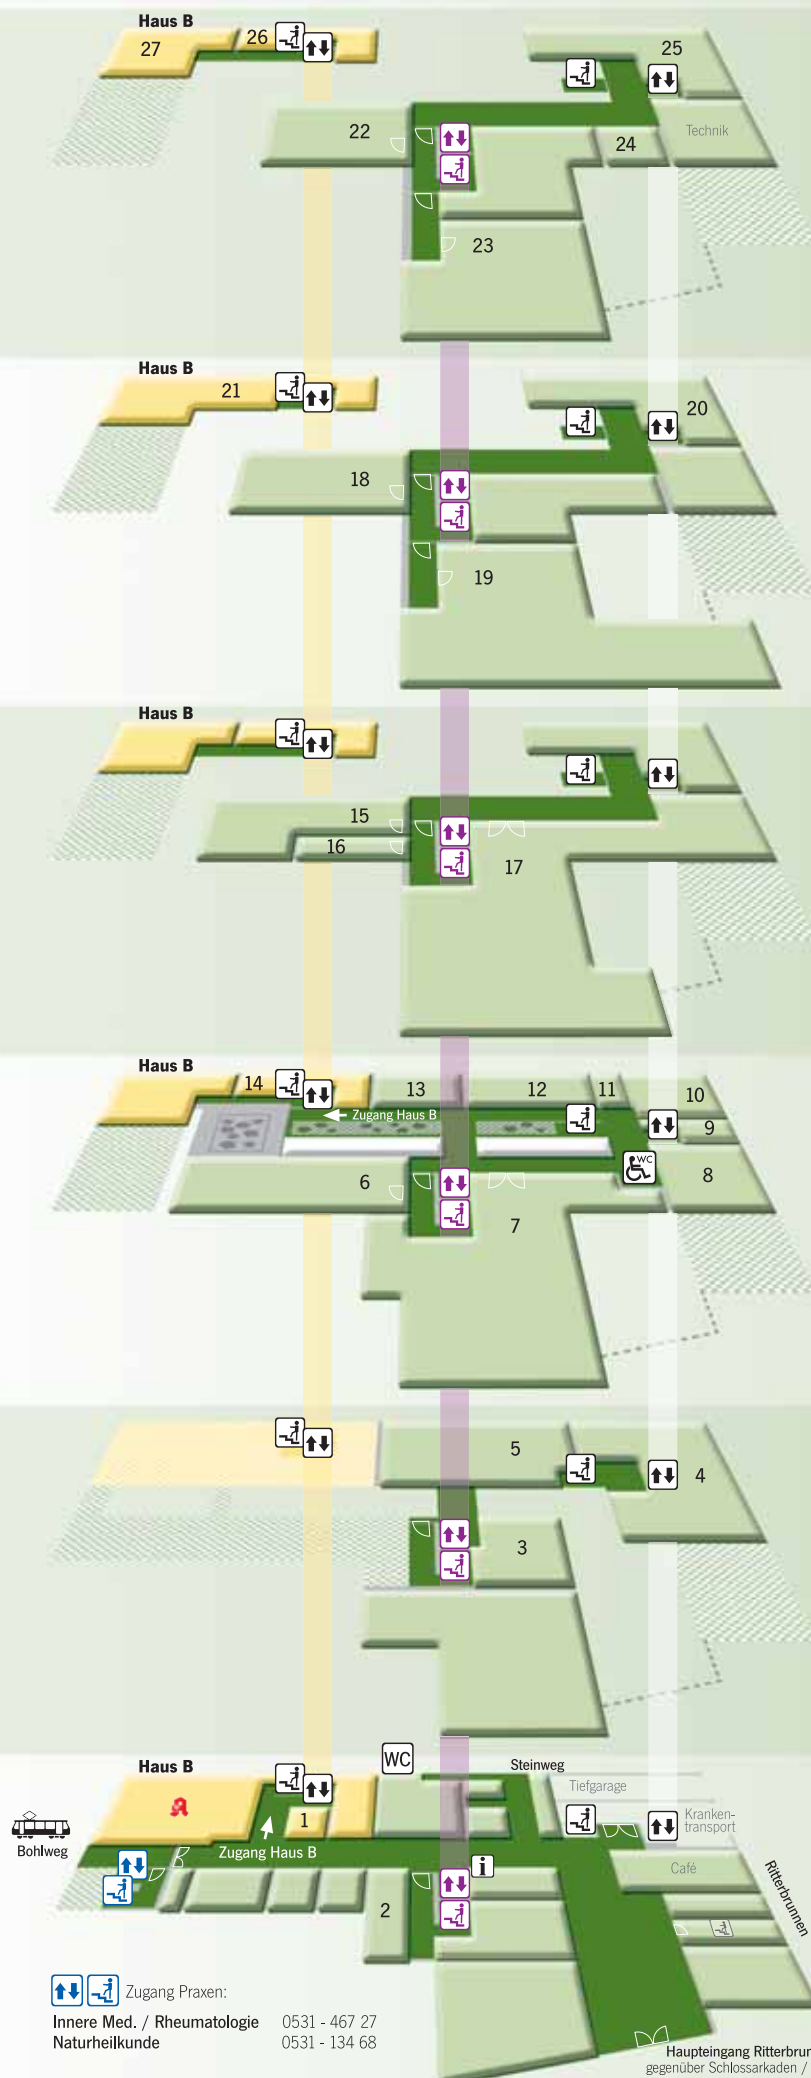 Haus B
27
26
25
22
24
Technik
23
Haus B
21
20
18
19
Haus B
15
16
17
Haus B
14
13
12
11
10
Zugang Haus B
9
WC
8
6
7
5
4
3
Haus B
WC
Steinweg
Tiefgarage
1
Kranken-
transport
Bohlweg
Zugang Haus B
i
Café
Ritterbrunnen
2
Zugang Praxen:
Innere Med. / Rheumatologie 0531 - 467 27
Naturheilkunde 0531 - 134 68
Haupteingang Ritterbrun
gegenüber Schlossarkaden /